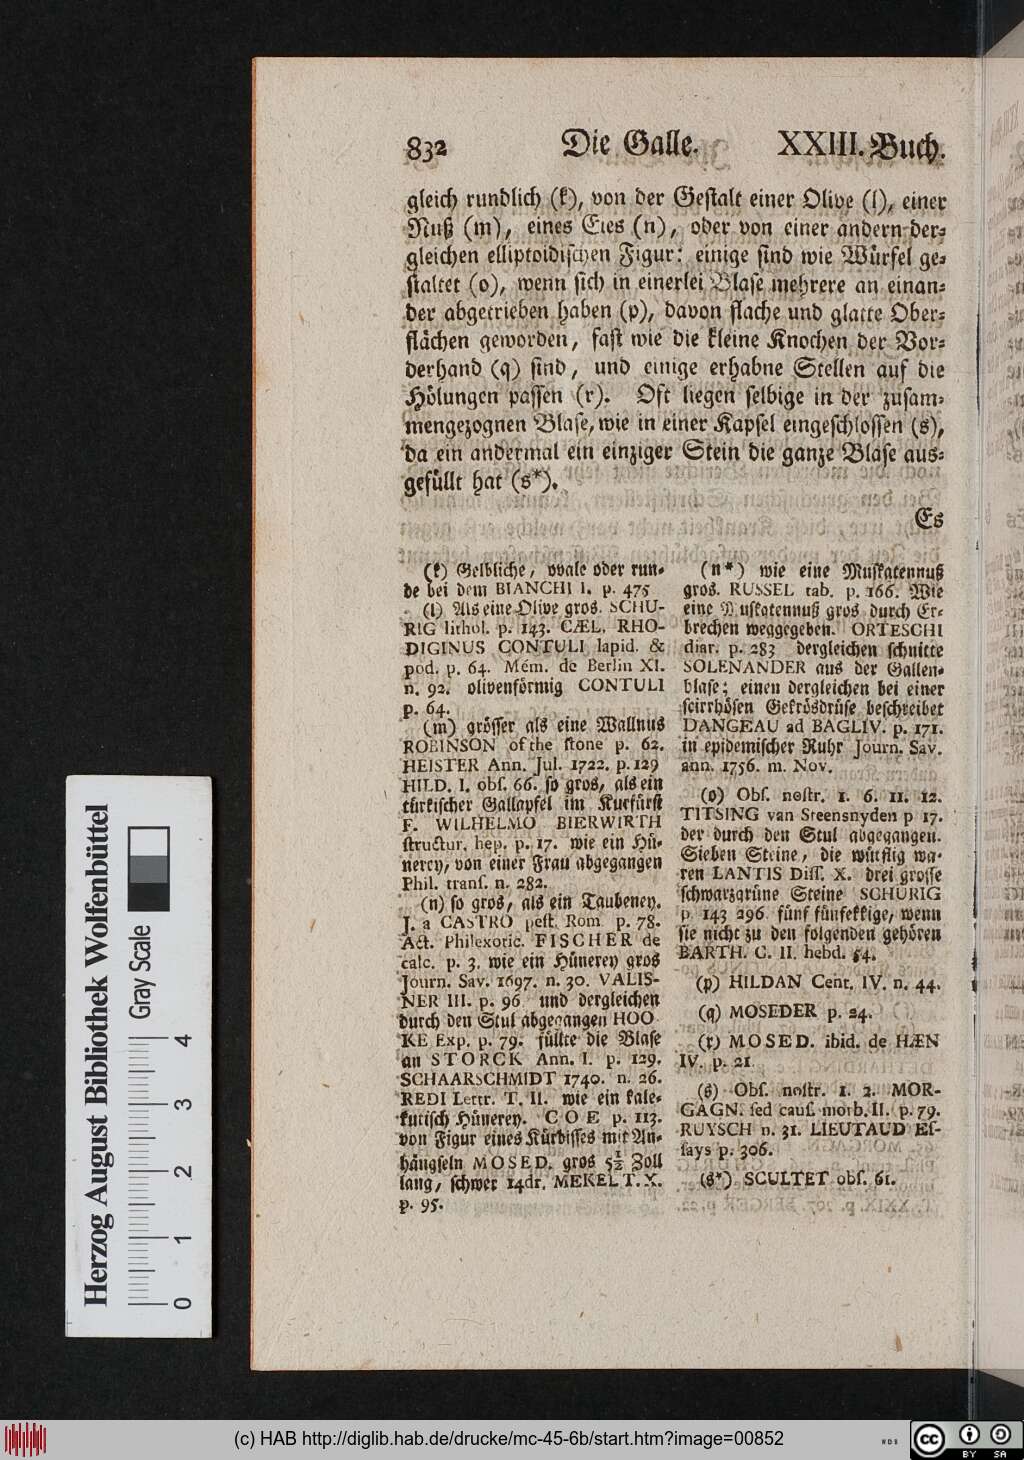 832 Die Galle. XXIII. Buch.
gleich rundlich (k), von der Gestalt einer Olive (l), einer
Nuß (m), eines Eies (n), oder von einer andern der=
gleichen elliptoidischen Figur: einige sind wie Würfel ge=
staltet (o), wenn sich in einerlei Blase mehrere an einan=
der abgetrieben haben (p), davon flache und glatte Ober=
flächen geworden, fast wie die kleine Knochen der Vor=
derhand (q) sind, und einige erhabne Stellen auf die
Hölungen passen (r). Oft liegen selbige in der zusam=
mengezognen Blase, wie in einer Kapsel eingeschlossen (s),
da ein andermal ein einziger Stein die ganze Blase aus=
gefüllt hat (s*).
Es
(k) Gelbliche, ovale oder run=
de bei dem BIANCHI I. p. 475
(l) Als eine Olive gros. SCHU-
RIG lithol. p. 143. CÆL. RHO-
DIGINUS CONTULI lapid. &
pod. p. 64. Mém. de Berlin XI.
n. 92. olivenförmig CONTULI
p. 64.
(m) grösser als eine Wallnus
ROBINSON of the stone p. 62.
HEISTER Ann. Jul. 1722. p. 129
HILD. I. obs. 66. so gros, als ein
türkischer Gallapfel im Kurfürst
F. WILHELMO BIERWIRTH
structur. hep. p. 17. wie ein Hü=
nerey, von einer Frau abgegangen
Phil. trans. n. 282.
(n) so gros, als ein Taubeney.
J. a CASTRO pest. Rom p. 78.
Act. Philexotic. FISCHER de
calc. p. 3. wie ein Hünerey gros
Journ. Sav. 1697. n. 30. VALIS-
NER III. p. 96 und dergleichen
durch den Stul abgegangen HOO
KE Exp. p. 79. füllte die Blase
an STORCK Ann. I. p. 129.
SCHAARSCHMIDT 1740. n. 26.
REDI Lettr. T. II. wie ein kale=
kutisch Hünerey. COE p. 113.
von Figur eines Kürbisses mit An=
hängseln MOSED. gros 5½ Zoll
lang, schwer 14dr. MEKEL T. X.
p. 95.
(n*) wie eine Muskatennuß
gros. RUSSEL tab. p. 166. Wie
eine Muskatennuß gros durch Er=
brechen weggegeben. ORTESCHI
diar. p. 283 dergleichen schnitte
SOLENANDER aus der Gallen=
blase; einen dergleichen bei einer
scirrhösen Gekrösdrüse beschreibet
DANGEAU ad BAGLIV. p. 171.
in epidemischer Ruhr Journ. Sav.
ann. 1756. m. Nov.
(o) Obs. nostr. 1. 6. 11. 12.
TITSING van Steensnyden p 17.
der durch den Stul abgegangen.
Sieben Steine, die würflig wa=
ren LANTIS Diss. X. drei grosse
schwarzgrüne Steine SCHURIG
p. 143 296. fünf fünfekkige, wenn
sie nicht zu den folgenden gehören
BARTH. C. II. hebd. 54.
(p) HILDAN Cent. IV. n. 44.
(q) MOSEDER p. 24.
(r) MOSED. ibid. de HÆN
IV. p. 21
(s) Obs. nostr. 1. 2. MOR-
GAGN. sed caus. morb. II. p. 79.
RUYSCH n. 31. LIEUTAUD Es-
says p. 306.
(s*) SCULTET obs. 61.
Herzog August Bibliothek Wolfenbüttel
Gray Scale
0 1 2 3 4
(c) HAB http://diglib.hab.de/drucke/mc-45-6b/start.htm?image=00852
cc BY SA